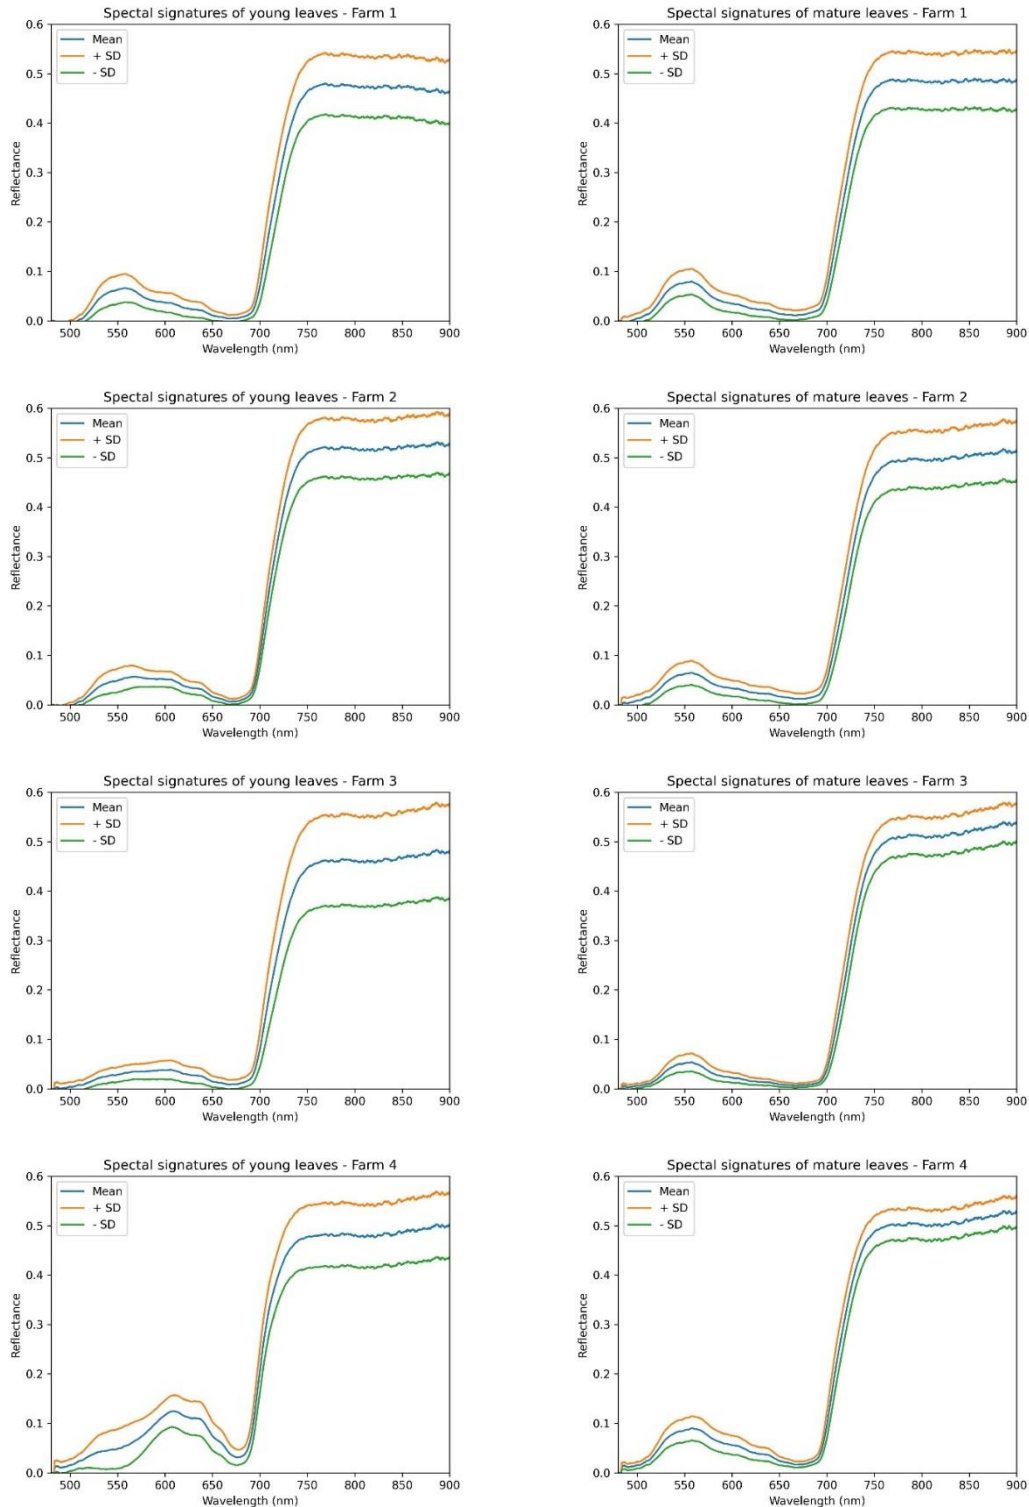 Spectal signatures of young leaves - Farm 1
0.6
0.5
0.4
0.3
0.2
0.1
0.0
Reflectance
Mean
+ SD
- SD
500 550 600 650 700 750 800 850 900
Wavelength (nm)
Spectal signatures of mature leaves - Farm 1
0.6
0.5
0.4
0.3
0.2
0.1
0.0
Reflectance
Mean
+ SD
- SD
500 550 600 650 700 750 800 850 900
Wavelength (nm)
Spectal signatures of young leaves - Farm 2
0.6
0.5
0.4
0.3
0.2
0.1
0.0
Reflectance
Mean
+ SD
- SD
500 550 600 650 700 750 800 850 900
Wavelength (nm)
Spectal signatures of mature leaves - Farm 2
0.6
0.5
0.4
0.3
0.2
0.1
0.0
Reflectance
Mean
+ SD
- SD
500 550 600 650 700 750 800 850 900
Wavelength (nm)
Spectal signatures of young leaves - Farm 3
0.6
0.5
0.4
0.3
0.2
0.1
0.0
Reflectance
Mean
+ SD
- SD
500 550 600 650 700 750 800 850 900
Wavelength (nm)
Spectal signatures of mature leaves - Farm 3
0.6
0.5
0.4
0.3
0.2
0.1
0.0
Reflectance
Mean
+ SD
- SD
500 550 600 650 700 750 800 850 900
Wavelength (nm)
Spectal signatures of young leaves - Farm 4
0.6
0.5
0.4
0.3
0.2
0.1
0.0
Reflectance
Mean
+ SD
- SD
500 550 600 650 700 750 800 850 900
Wavelength (nm)
Spectal signatures of mature leaves - Farm 4
0.6
0.5
0.4
0.3
0.2
0.1
0.0
Reflectance
Mean
+ SD
- SD
500 550 600 650 700 750 800 850 900
Wavelength (nm)